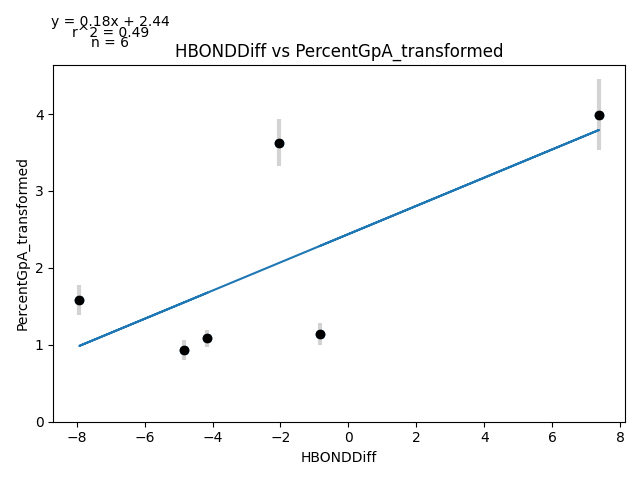 y = 0.18x + 2.44
r^2 = 0.49
n = 6
HBONDDiff vs PercentGpA_transformed
PercentGpA_transformed
4
3
2
1
0
−8
−6
−4
−2
0
2
4
6
8
HBONDDiff